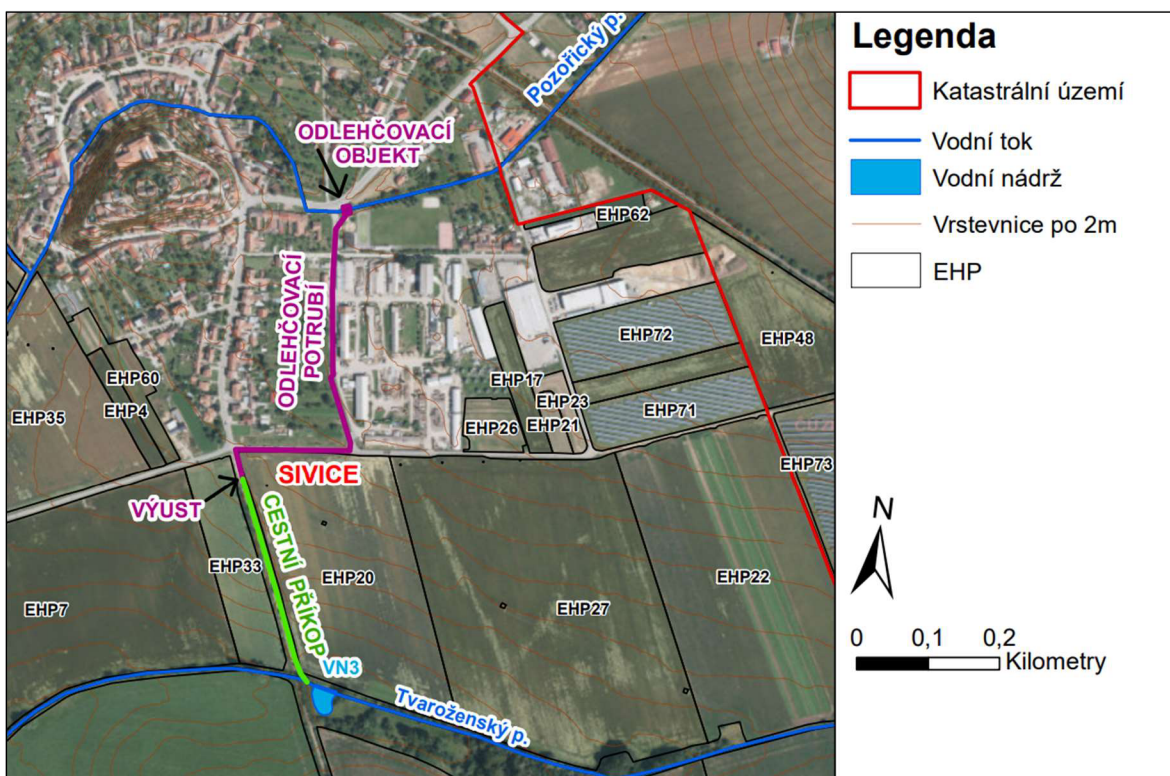 Pozořický p.
ODLEHČOVACÍ
OBJEKT
EHP62
ODLEHČOVACÍ
POTRUBÍ
EHP72
EHP48
EHP60
EHP17
EHP4
EHP23
EHP71
EHP35
EHP26
EHP21
SIVICE
EHP73
VÝUST
CESTNÍ PŘÍKOP
EHP33
EHP20
EHP22
EHP7
EHP27
VN3
Tvaroženský p.
Legenda
Katastrální území
Vodní tok
Vodní nádrž
Vrstevnice po 2m
EHP
N
0 0,1 0,2
Kilometry